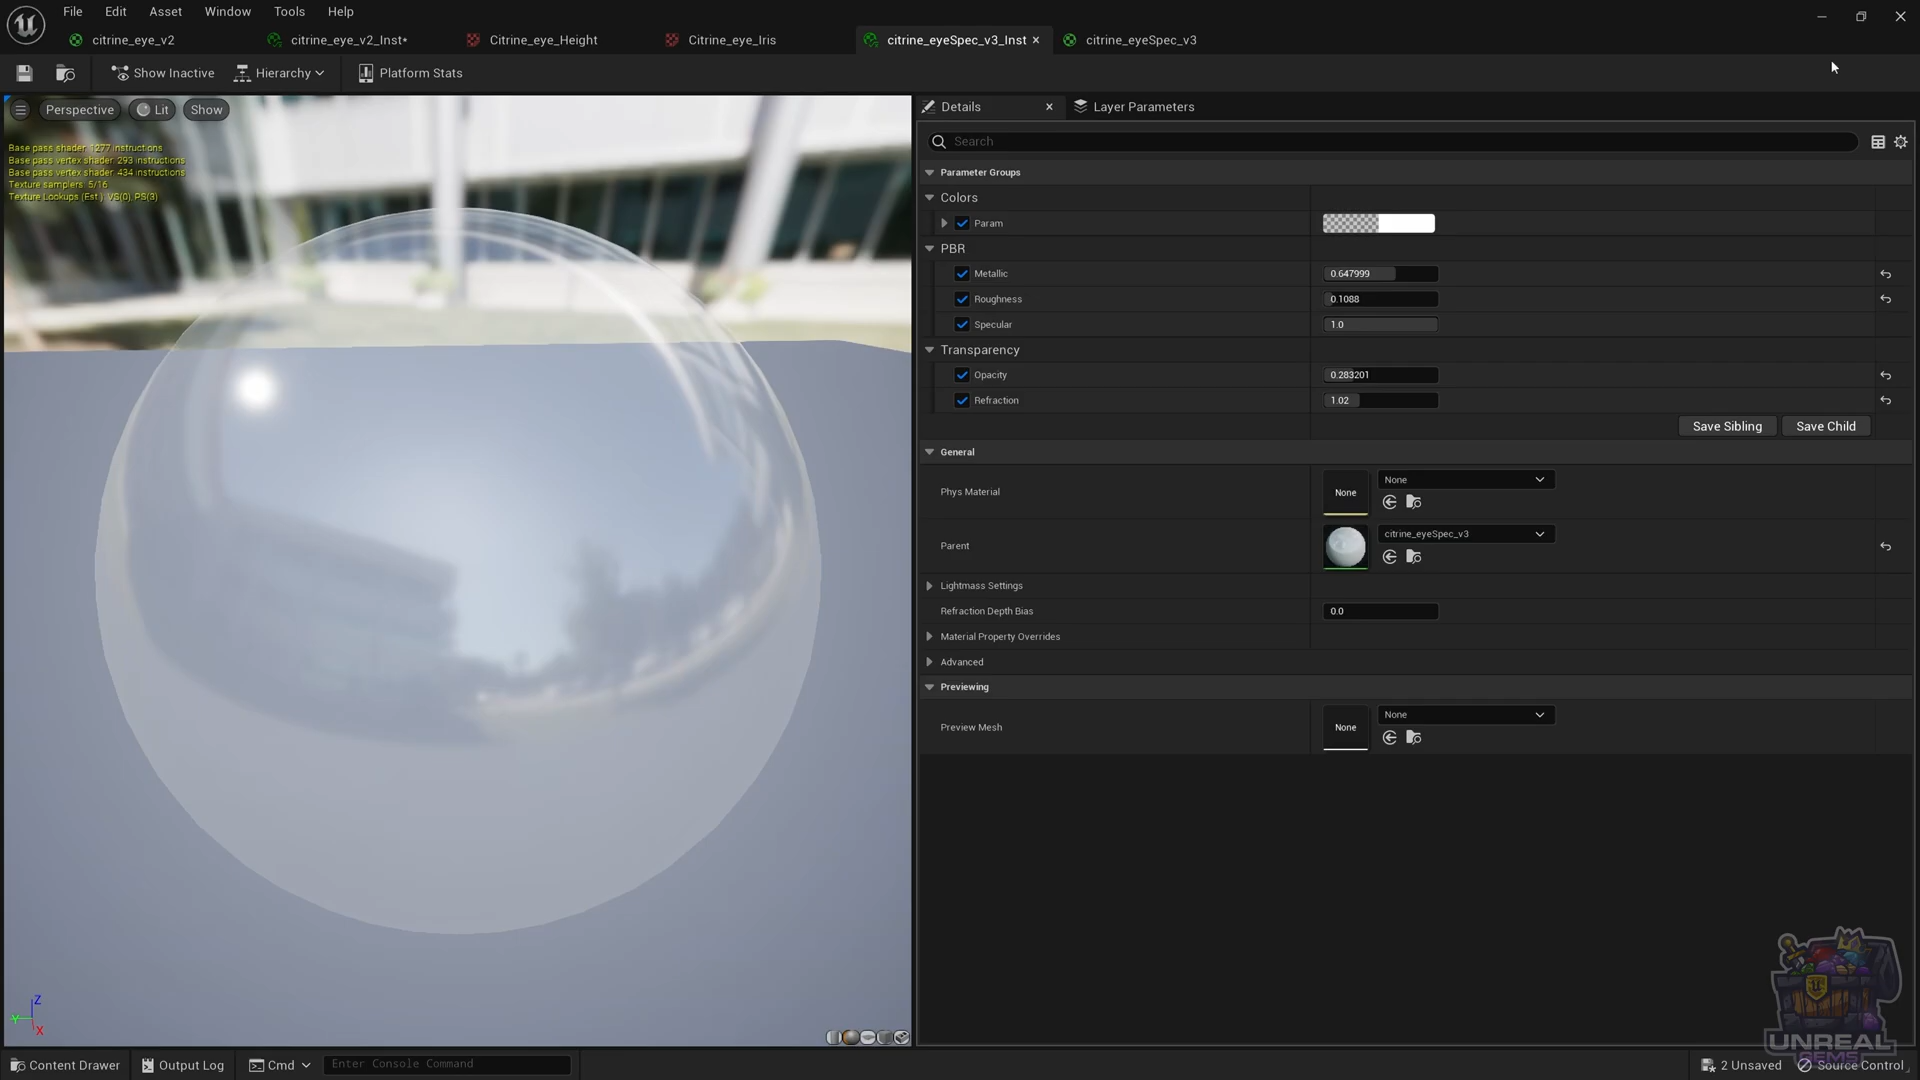 File Edit Asset Window Tools Help
citrine_eye_v2 citrine_eye_v2_Inst* Citrine_eye_Height Citrine_eye_Iris citrine_eyeSpec_v3_Inst citrine_eyeSpec_v3
Show Inactive Hierarchy Platform Stats
Perspective Lit Show
Details Layer Parameters
Base pass shader: 1277 instructions
Base pass vertex shader: 293 instructions
Base pass vertex shader: 434 instructions
Texture samplers: 5/16
Texture Lookups (Est.): VS(0), PS(3)
Search
Parameter Groups
Colors
Param
PBR
Metallic 0.647999
Roughness 0.1088
Specular 1.0
Transparency
Opacity 0.283201
Refraction 1.02
Save Sibling Save Child
General
Phys Material None None
Parent citrine_eyeSpec_v3
Lightmass Settings
Refraction Depth Bias 0.0
Material Property Overrides
Advanced
Previewing
Preview Mesh None None
Z
Y
X
UNREAL
GEMS
Content Drawer Output Log Cmd Enter Console Command 2 Unsaved Source Control